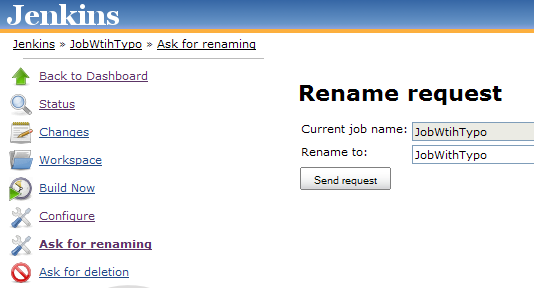 Jenkins
Jenkins » JobWtihTypo » Ask for renaming
Back to Dashboard
Status
Changes
Workspace
Build Now
Configure
Ask for renaming
Ask for deletion
Rename request
Current job name: JobWtihTypo
Rename to: JobWithTypo
Send request